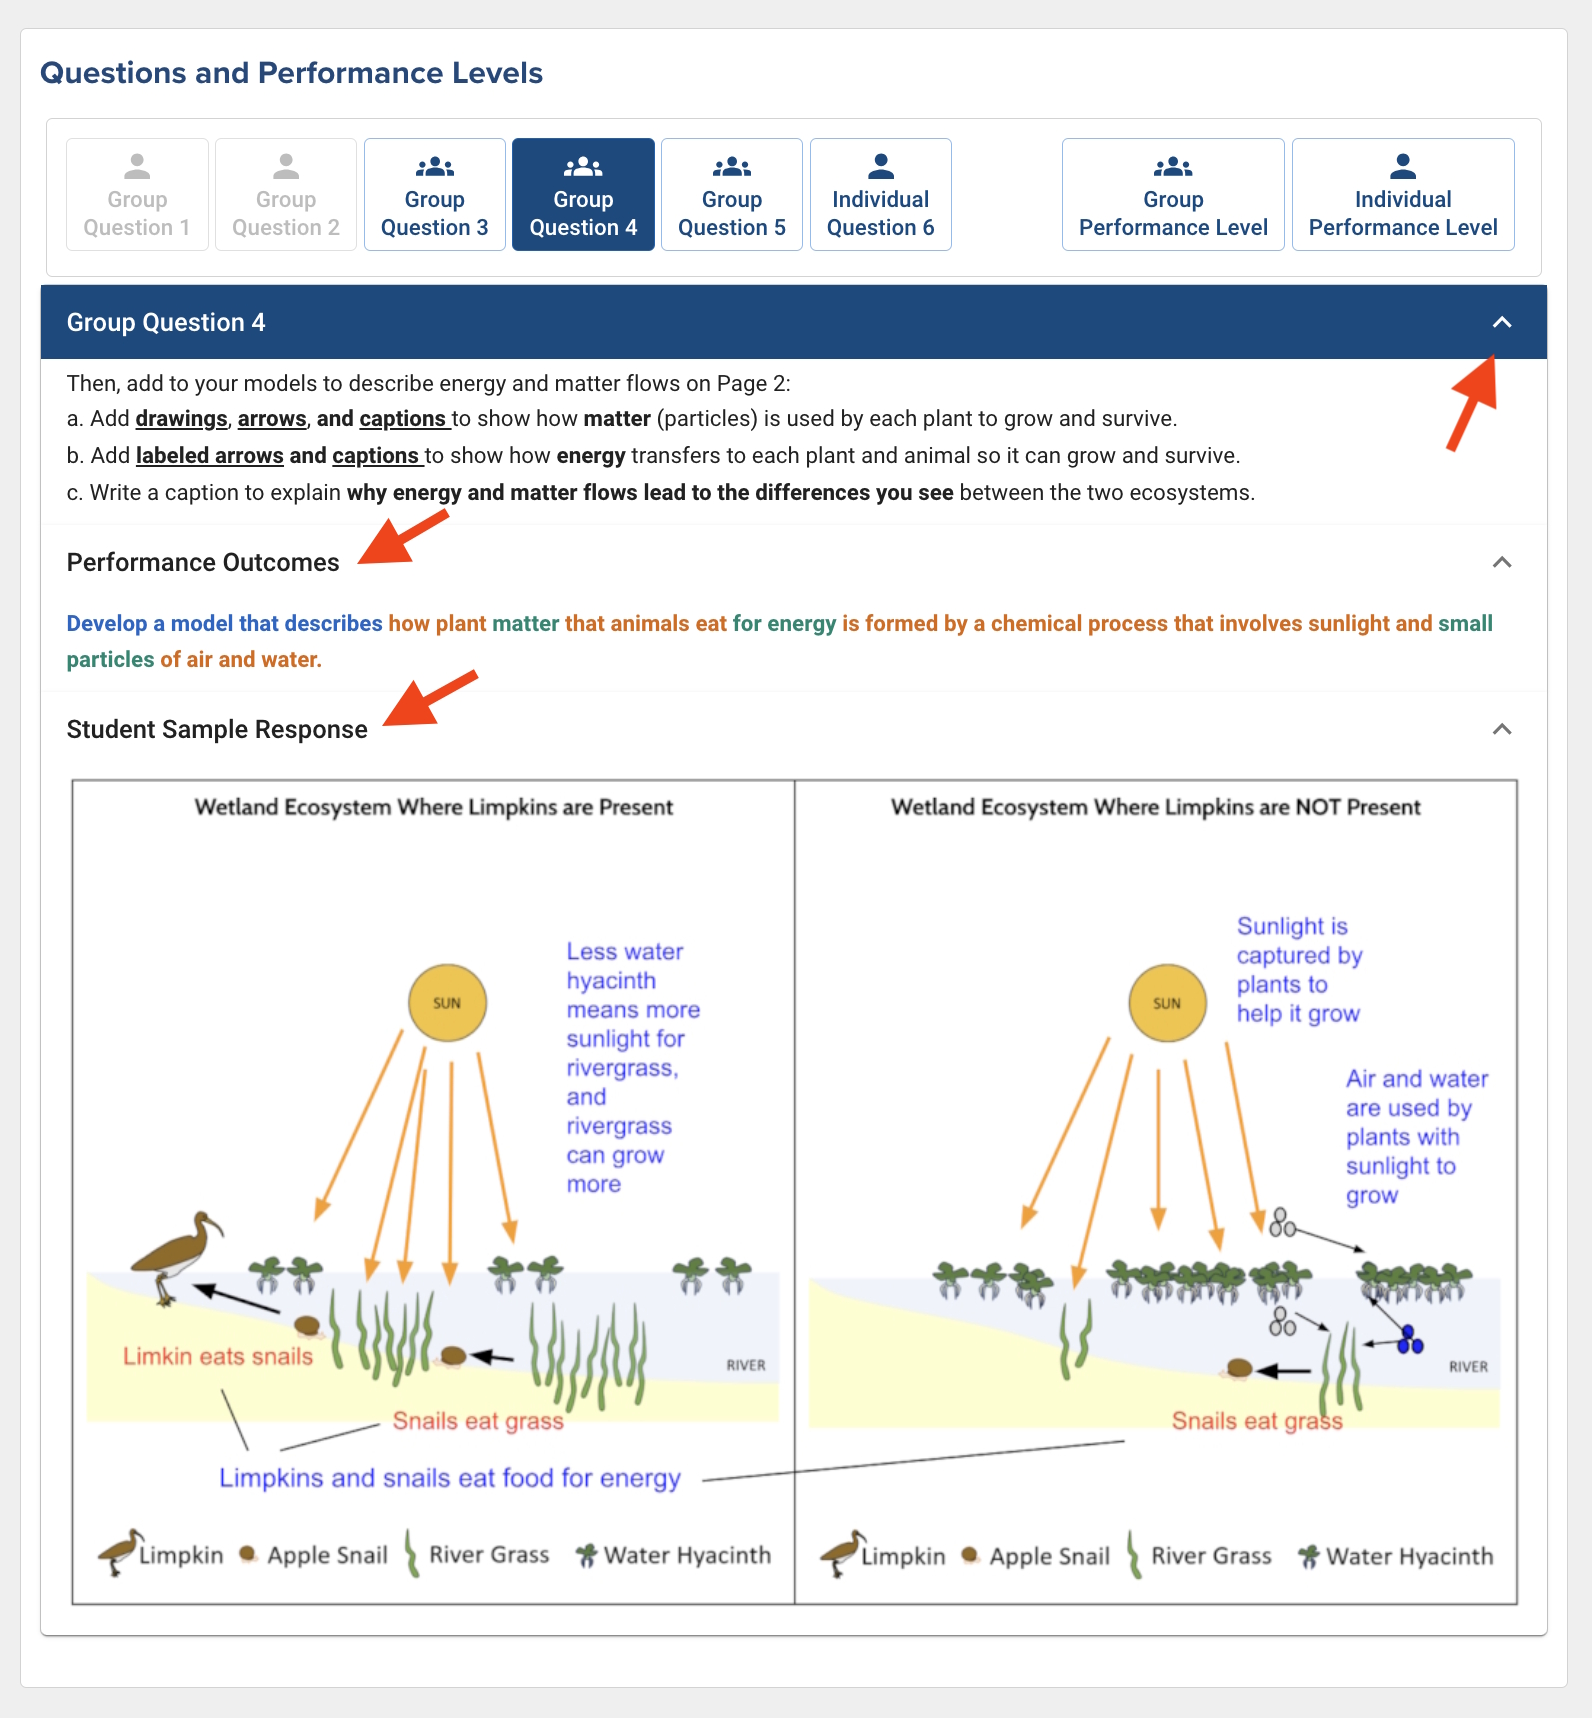 Questions and Performance Levels
Group
Question 1
Group
Question 2
Group
Question 3
Group
Question 4
Group
Question 5
Individual
Question 6
Group
Performance Level
Individual
Performance Level
Group Question 4
Then, add to your models to describe energy and matter flows on Page 2:
a. Add drawings, arrows, and captions to show how matter (particles) is used by each plant to grow and survive.
b. Add labeled arrows and captions to show how energy transfers to each plant and animal so it can grow and survive.
c. Write a caption to explain why energy and matter flows lead to the differences you see between the two ecosystems.
Performance Outcomes
Develop a model that describes how plant matter that animals eat for energy is formed by a chemical process that involves sunlight and small
particles of air and water.
Student Sample Response
Wetland Ecosystem Where Limpkins are Present
SUN
Less water
hyacinth
means more
sunlight for
rivergrass,
and
rivergrass
can grow
more
Limkin eats snails
RIVER
Snails eat grass
Limpkins and snails eat food for energy
Limpkin
Apple Snail
River Grass
Water Hyacinth
Wetland Ecosystem Where Limpkins are NOT Present
SUN
Sunlight is
captured by
plants to
help it grow
Air and water
are used by
plants with
sunlight to
grow
RIVER
Snails eat grass
Limpkin
Apple Snail
River Grass
Water Hyacinth